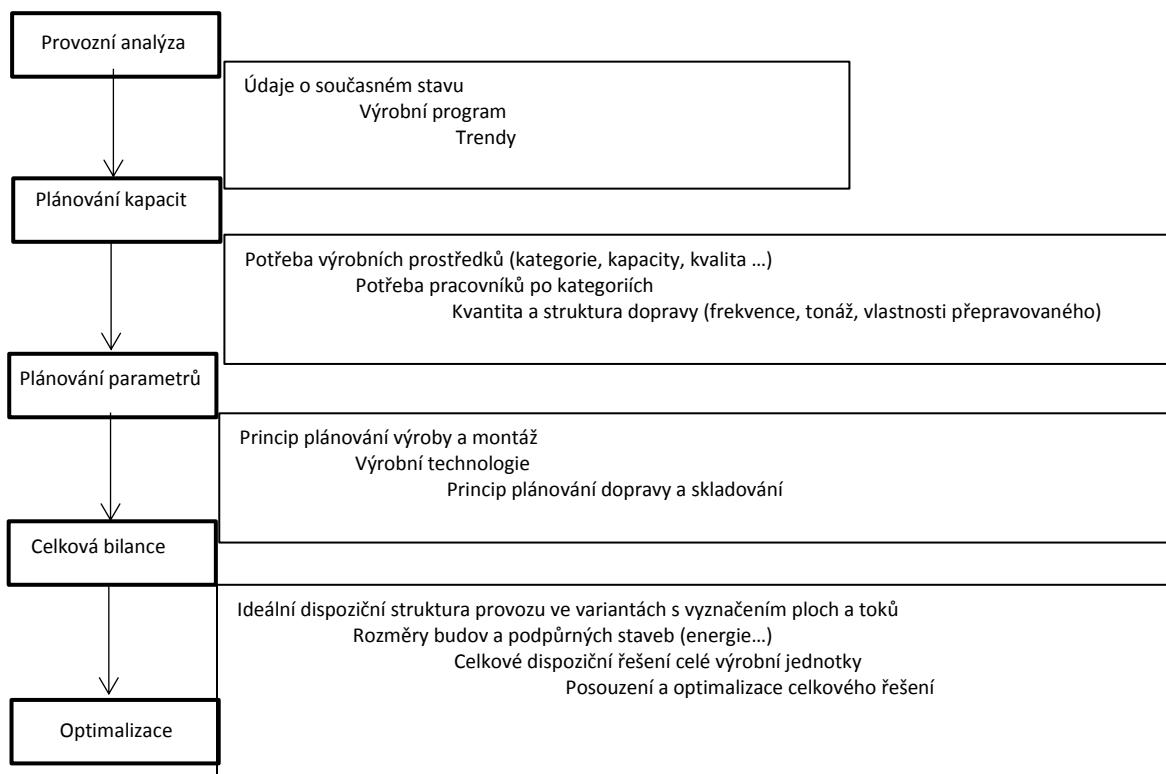 Provozní analýza
Údaje o současném stavu
Výrobní program
Trendy
Plánování kapacit
Potřeba výrobních prostředků (kategorie, kapacity, kvalita …)
Potřeba pracovníků po kategoriích
Kvantita a struktura dopravy (frekvence, tonáž, vlastnosti přepravovaného)
Plánování parametrů
Princip plánování výroby a montáž
Výrobní technologie
Princip plánování dopravy a skladování
Celková bilance
Ideální dispoziční struktura provozu ve variantách s vyznačením ploch a toků
Rozměry budov a podpůrných staveb (energie…)
Celkové dispoziční řešení celé výrobní jednotky
Posouzení a optimalizace celkového řešení
Optimalizace